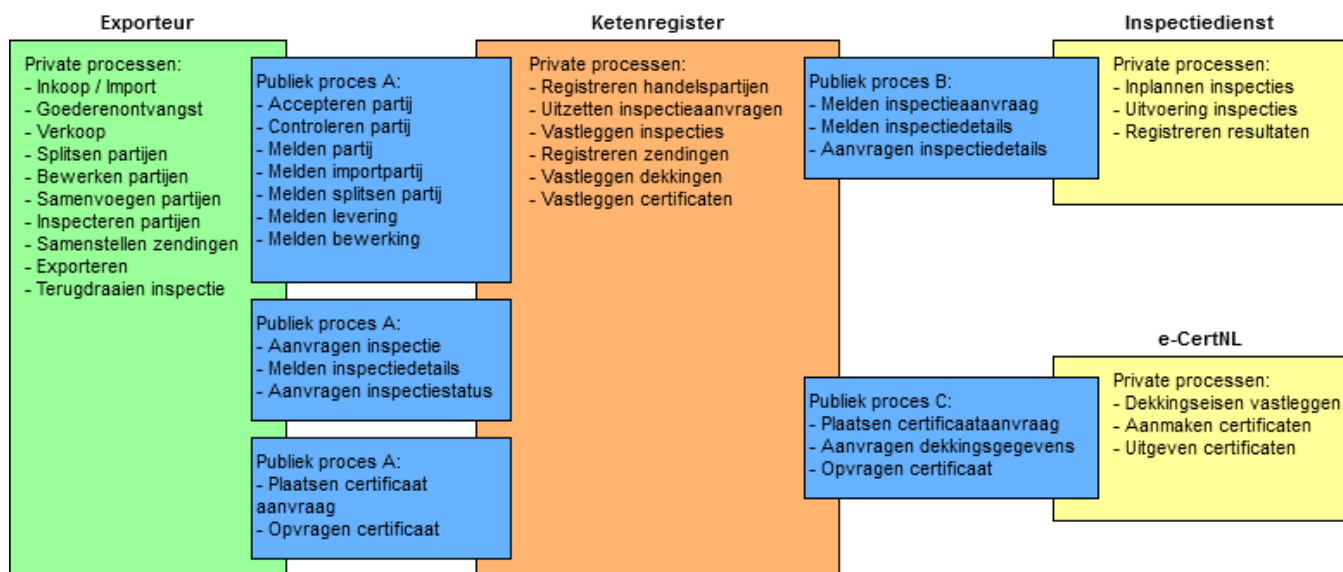 Exporteur
Private processen:
- Inkoop / Import
- Goederenontvangst
- Verkoop
- Splitsen partijen
- Bewerken partijen
- Samenvoegen partijen
- Inspecteren partijen
- Samenstellen zendingen
- Exporteren
- Terugdraaien inspectie
Publiek proces A:
- Accepteren partij
- Controleren partij
- Melden partij
- Melden importpartij
- Melden splitsen partij
- Melden levering
- Melden bewerking
Publiek proces A:
- Aanvragen inspectie
- Melden inspectiedetails
- Aanvragen inspectiestatus
Publiek proces A:
- Plaatsen certificaat
aanvraag
- Opvragen certificaat
Ketenregister
Private processen:
- Registreren handelspartijen
- Uitzetten inspectieaanvragen
- Vastleggen inspecties
- Registreren zendingen
- Vastleggen dekkingen
- Vastleggen certificaten
Publiek proces B:
- Melden inspectieaanvraag
- Melden inspectiedetails
- Aanvragen inspectiedetails
Inspectiedienst
Private processen:
- Inplannen inspecties
- Uitvoering inspecties
- Registreren resultaten
Publiek proces C:
- Plaatsen certificaataanvraag
- Aanvragen dekkingsgegevens
- Opvragen certificaat
e-CertNL
Private processen:
- Dekkingseisen vastleggen
- Aanmaken certificaten
- Uitgeven certificaten